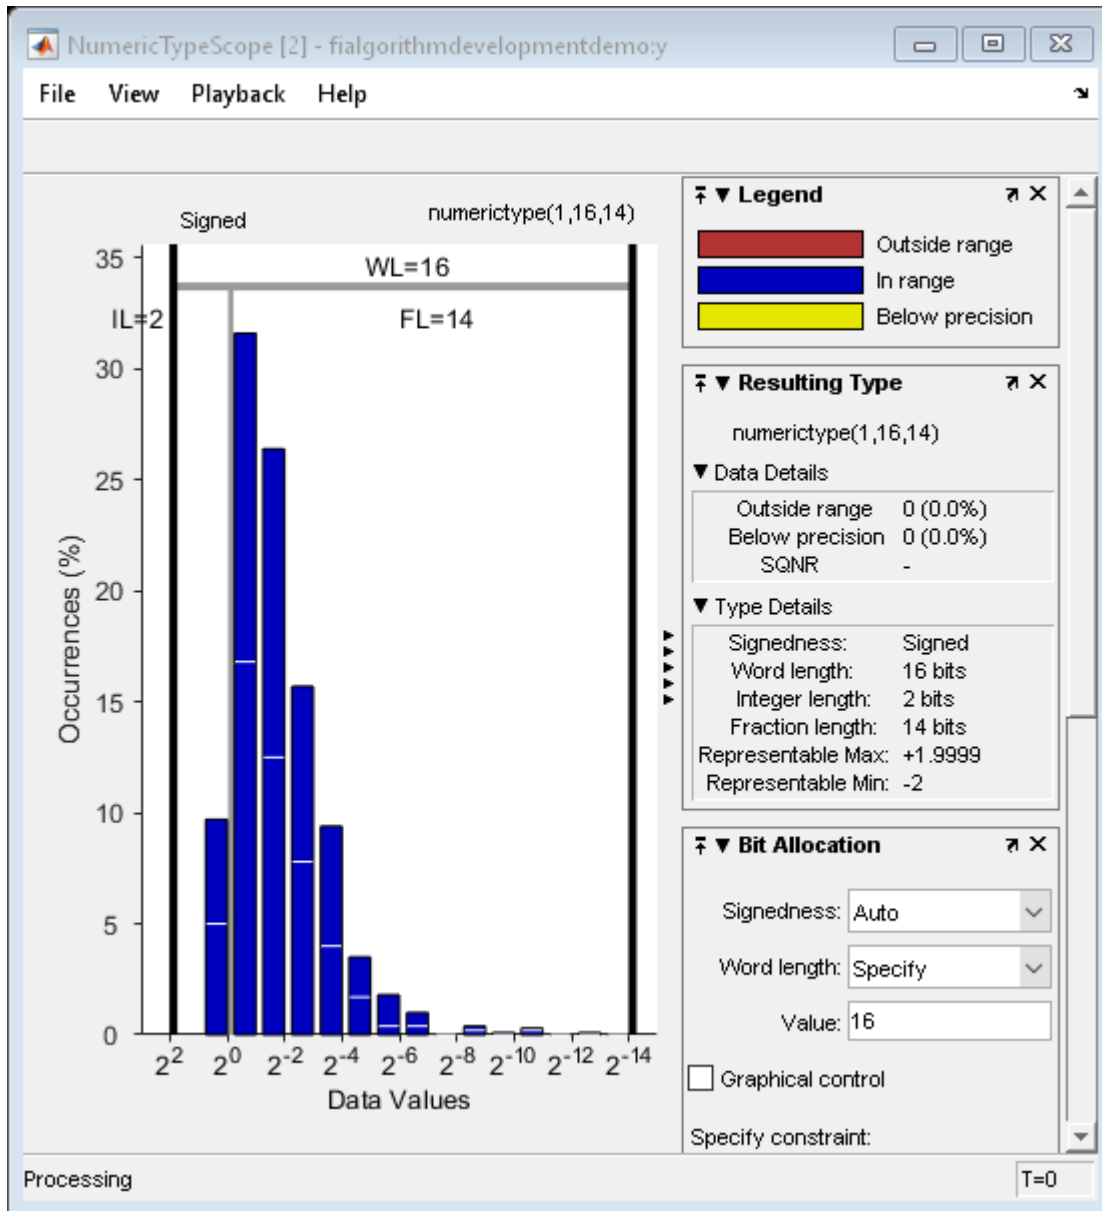 NumericTypeScope [2] - fialgorithmdevelopmentdemo:y
File View Playback Help
Signed
numerictype(1,16,14)
WL=16
IL=2
FL=14
35
30
25
20
15
10
5
0
Occurrences (%)
2^2 2^0 2^-2 2^-4 2^-6 2^-8 2^-10 2^-12 2^-14
Data Values
Legend
Outside range
In range
Below precision
Resulting Type
numerictype(1,16,14)
Data Details
Outside range 0 (0.0%)
Below precision 0 (0.0%)
SQNR -
Type Details
Signedness: Signed
Word length: 16 bits
Integer length: 2 bits
Fraction length: 14 bits
Representable Max: +1.9999
Representable Min: -2
Bit Allocation
Signedness: Auto
Word length: Specify
Value: 16
Graphical control
Specify constraint:
Processing
T=0